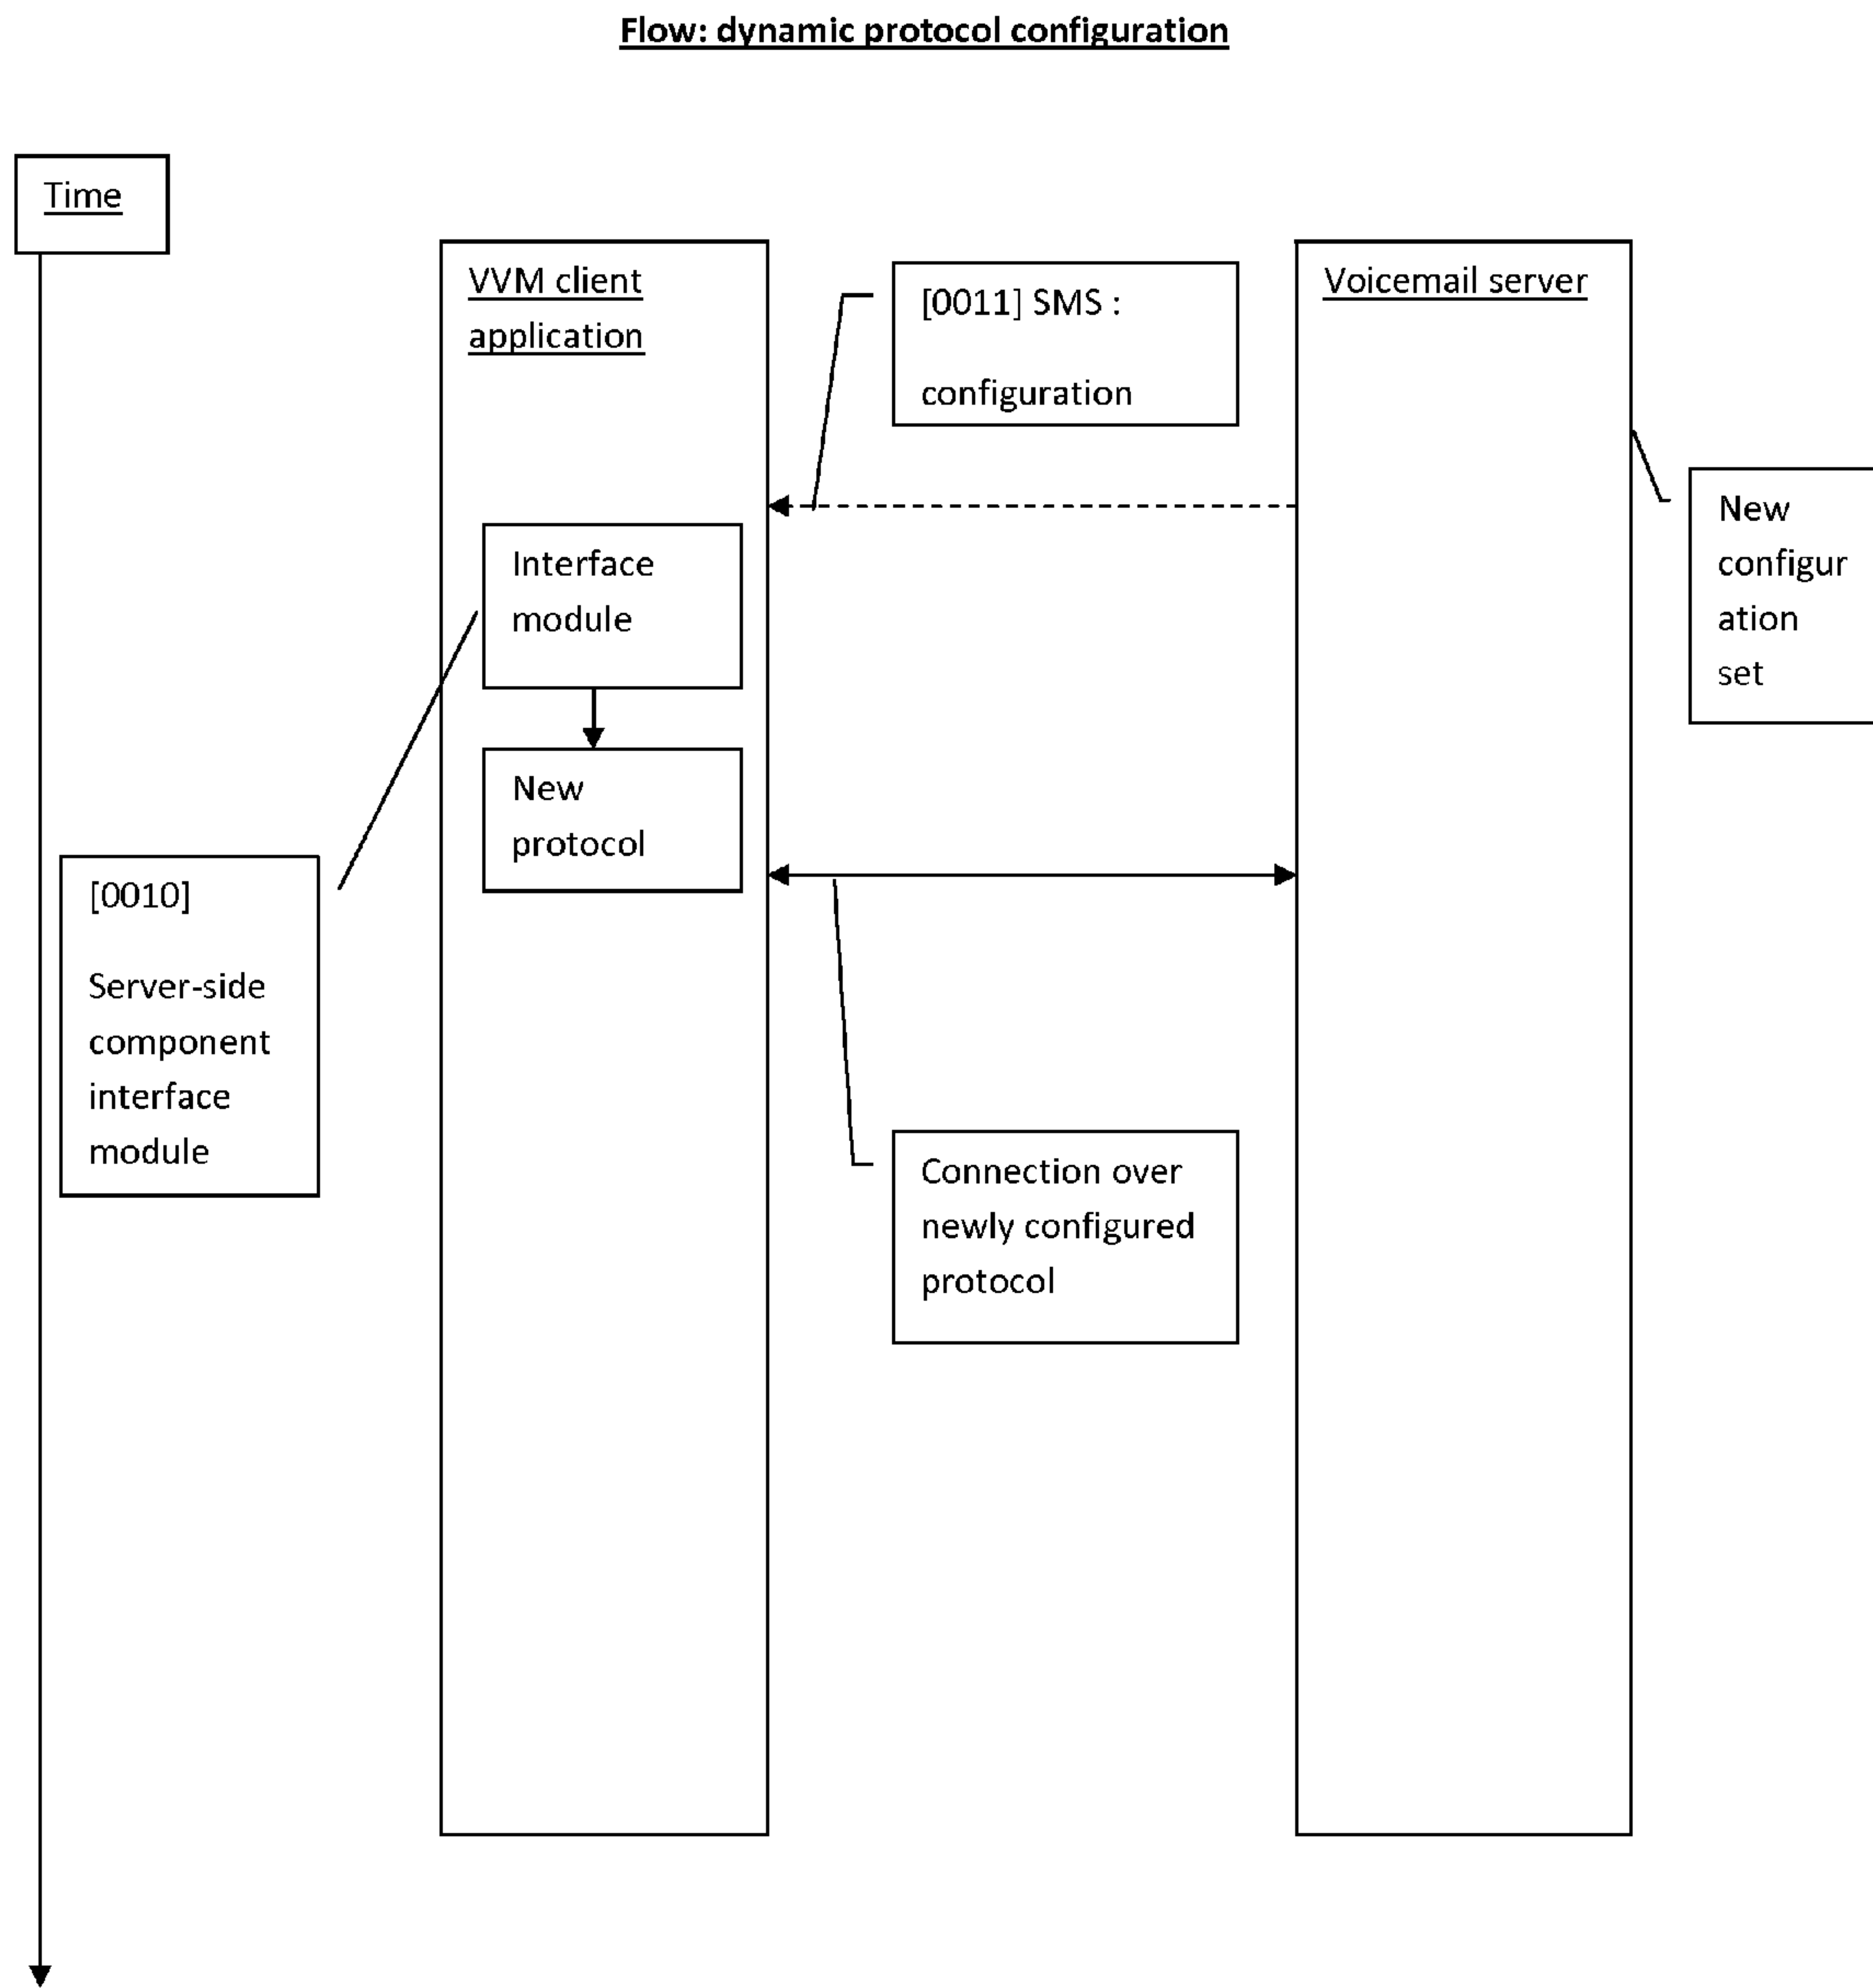 Flow: dynamic protocol configuration
Time
VVM client
application
[0011] SMS :
configuration
Voicemail server
New
configur
ation
set
Interface
module
New
protocol
[0010]
Server-side
component
interface
module
Connection over
newly configured
protocol